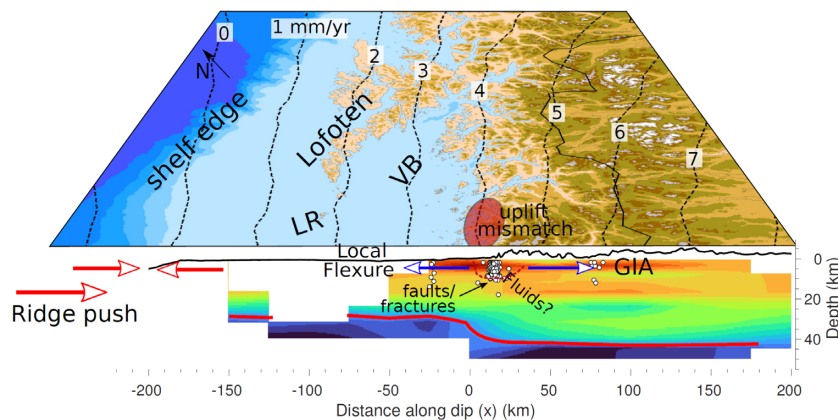 0
1 mm/yr
N
2
3
4
5
6
7
shelf edge
Lofoten
VB
LR
uplift
mismatch
Local
Flexure
GIA
faults/
fractures
Fluids?
Ridge push
0
20
40
Depth (km)
-200
-150
-100
-50
0
50
100
150
200
Distance along dip (x) (km)